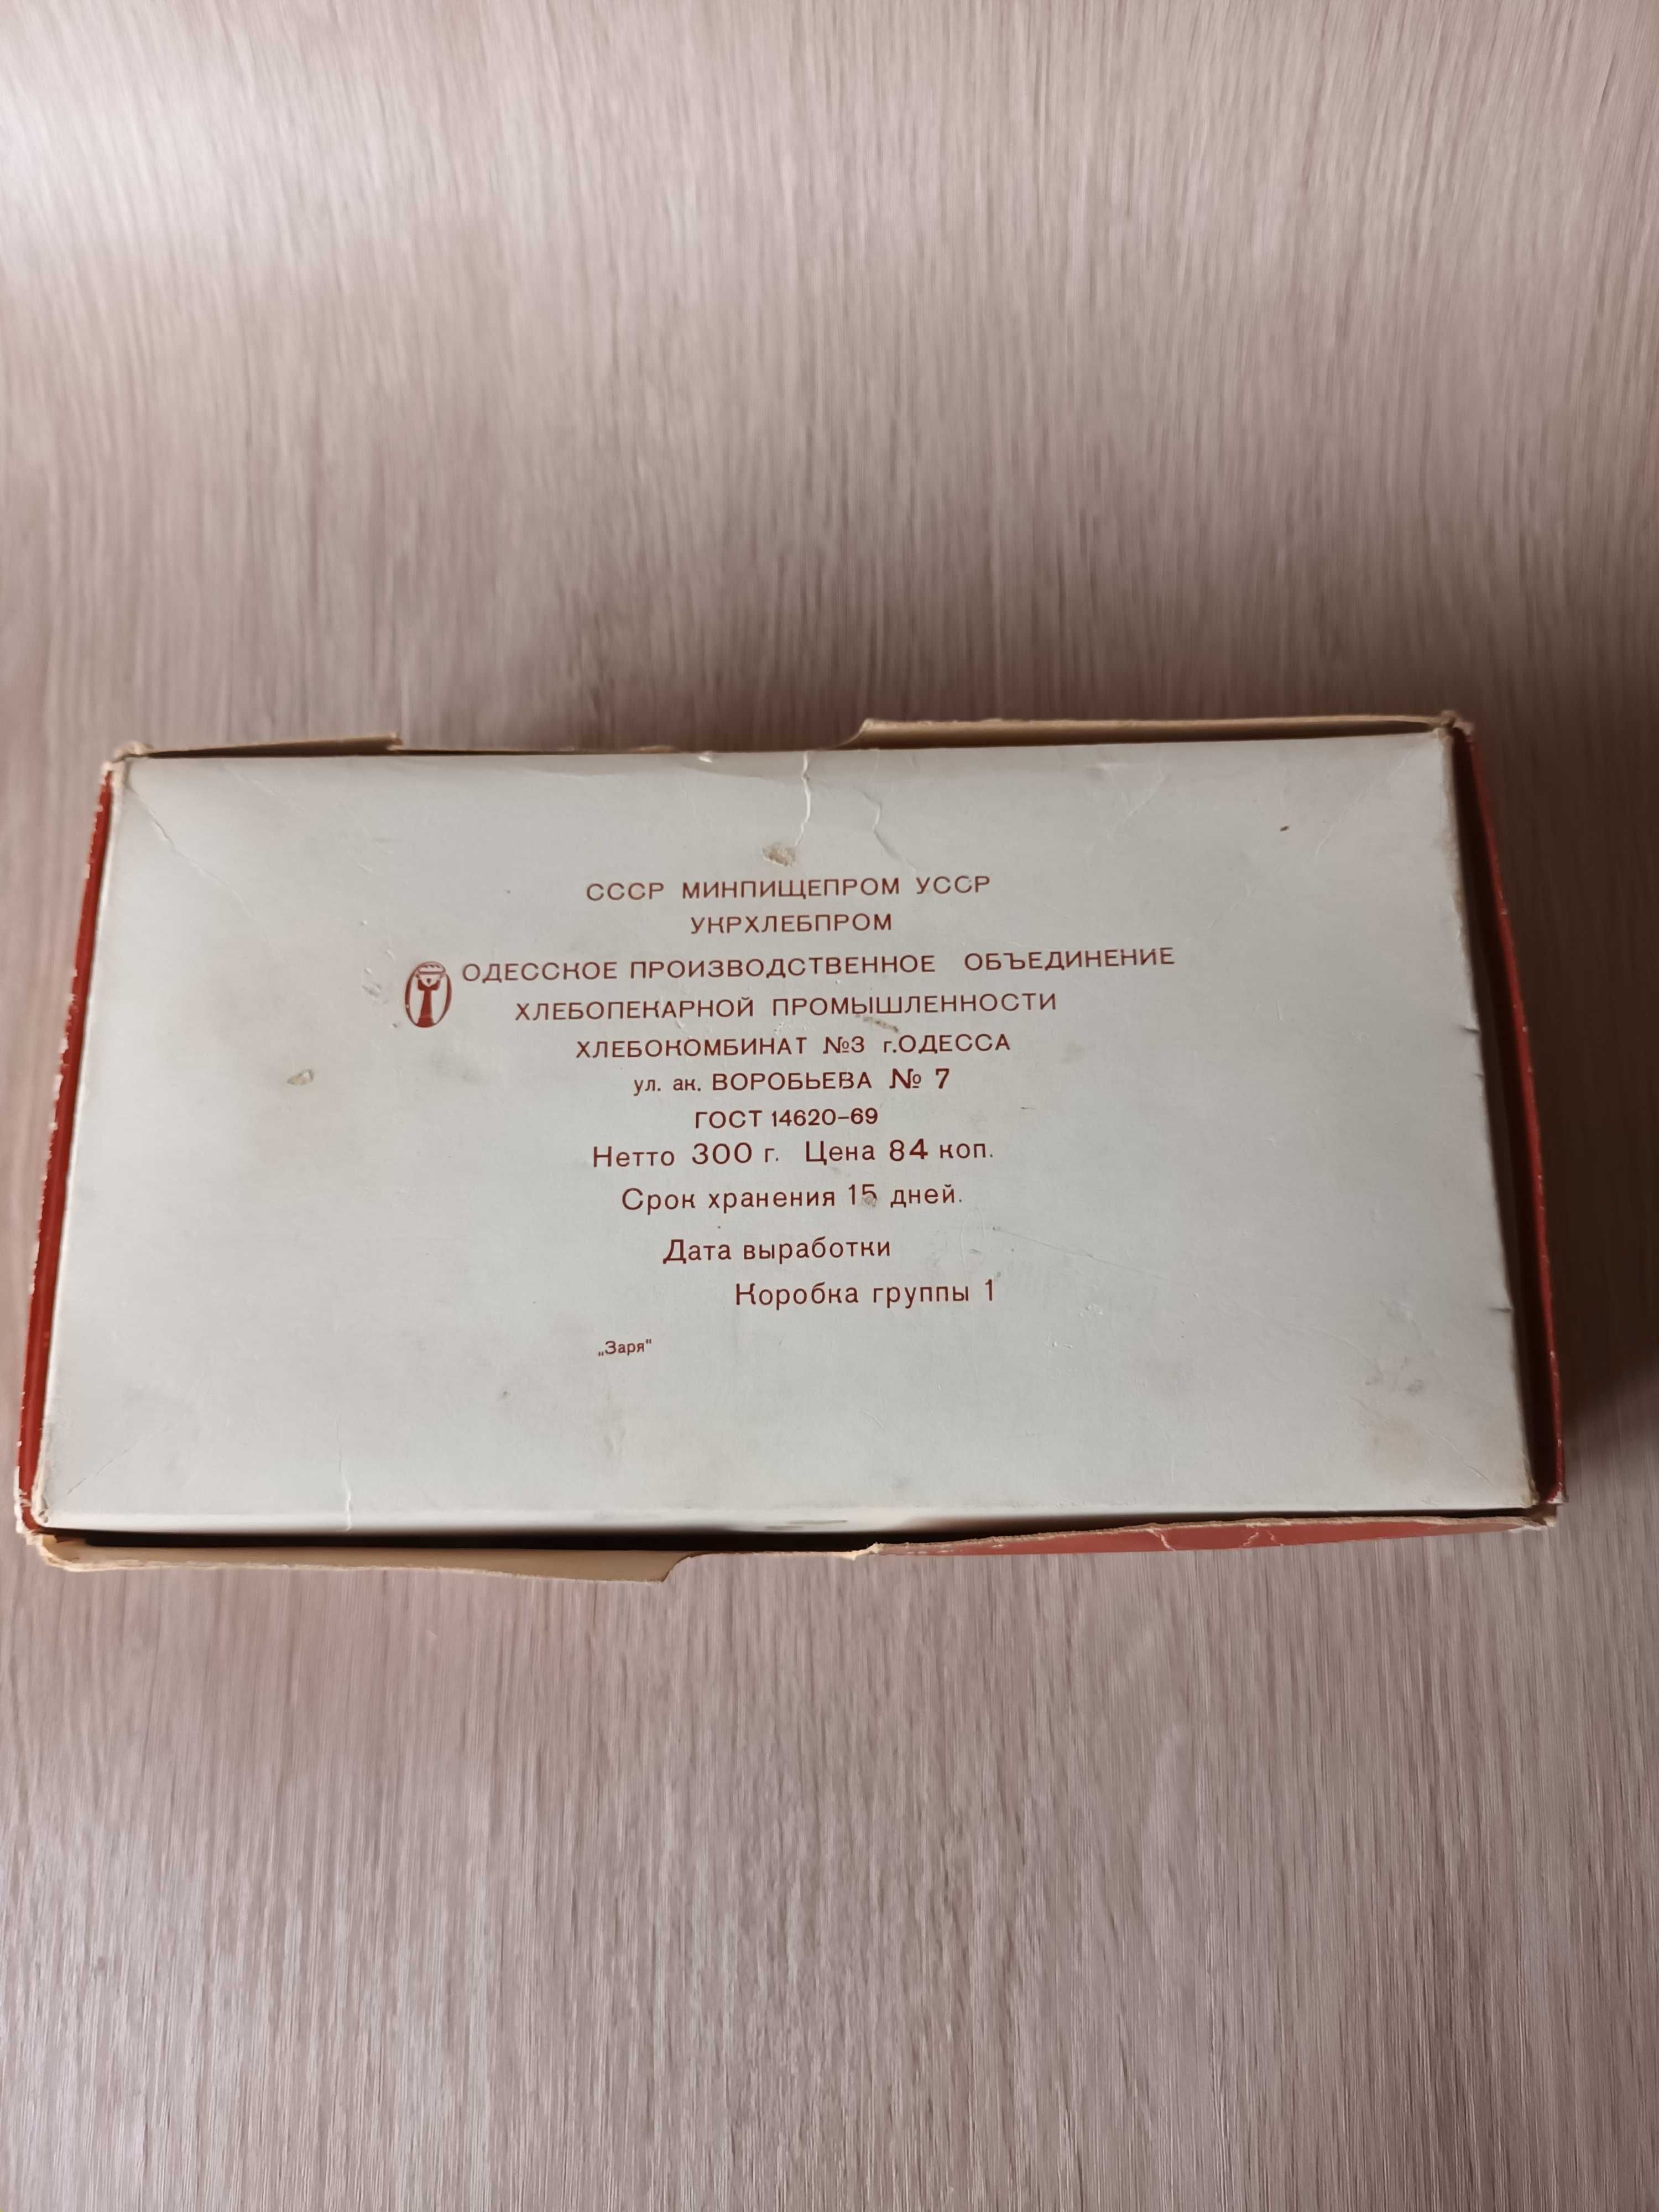 СССР МИНПИЩЕПРОМ УССР
УКРХЛЕБПРОМ
ОДЕССКОЕ ПРОИЗВОДСТВЕННОЕ ОБЪЕДИНЕНИЕ
ХЛЕБОПЕКАРНОЙ ПРОМЫШЛЕННОСТИ
ХЛЕБОКОМБИНАТ №3 г.ОДЕССА
ул. ак. ВОРОБЬЕВА № 7
ГОСТ 14620-69
Нетто 300 г. Цена 84 коп.
Срок хранения 15 дней.
Дата выработки
Коробка группы 1
„Заря"